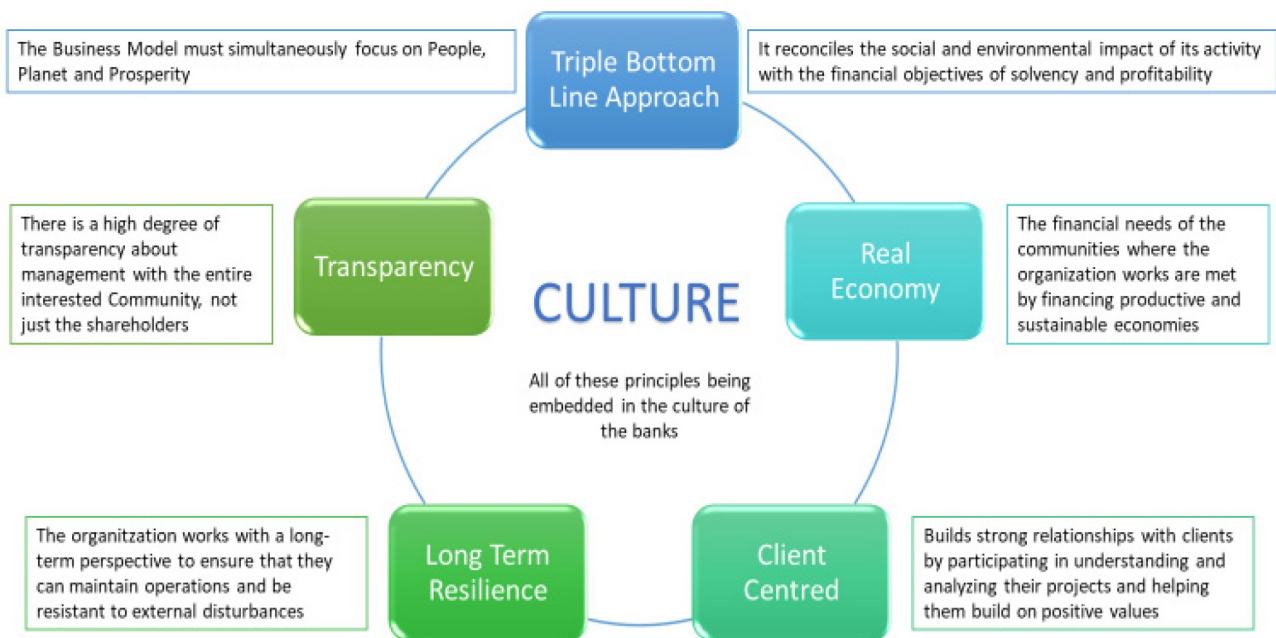 The Business Model must simultaneously focus on People,
Planet and Prosperity
Triple Bottom
Line Approach
It reconciles the social and environmental impact of its activity
with the financial objectives of solvency and profitability
There is a high degree of
transparency about
management with the entire
interested Community, not
just the shareholders
Transparency
CULTURE
All of these principles being
embedded in the culture of
the banks
Real
Economy
The financial needs of the
communities where the
organization works are met
by financing productive and
sustainable economies
The organitzation works with a long-
term perspective to ensure that they
can maintain operations and be
resistant to external disturbances
Long Term
Resilience
Client
Centred
Builds strong relationships with clients
by participating in understanding and
analyzing their projects and helping
them build on positive values